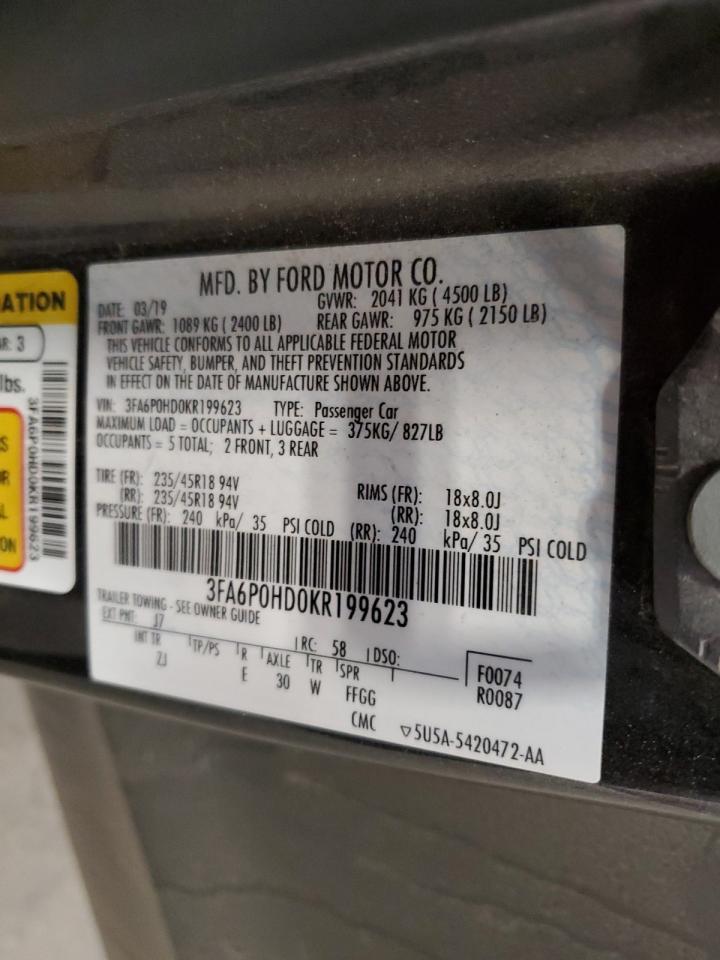 ATION
R: 3
lbs.
S
OR
AL
ON
3FA6P0HD0KR199623
MFD. BY FORD MOTOR CO.
DATE: 03/19 GVWR: 2041 KG ( 4500 LB)
FRONT GAWR: 1089 KG ( 2400 LB) REAR GAWR: 975 KG ( 2150 LB)
THIS VEHICLE CONFORMS TO ALL APPLICABLE FEDERAL MOTOR
VEHICLE SAFETY, BUMPER, AND THEFT PREVENTION STANDARDS
IN EFFECT ON THE DATE OF MANUFACTURE SHOWN ABOVE.
VIN: 3FA6P0HD0KR199623 TYPE: Passenger Car
MAXIMUM LOAD = OCCUPANTS + LUGGAGE = 375KG/ 827LB
OCCUPANTS = 5 TOTAL; 2 FRONT, 3 REAR
TIRE (FR): 235/45R18 94V RIMS (FR): 18x8.0J
(RR): 235/45R18 94V (RR): 18x8.0J
PRESSURE (FR): 240 kPa/ 35 PSI COLD (RR): 240 kPa/ 35 PSI COLD
3FA6P0HD0KR199623
TRAILER TOWING - SEE OWNER GUIDE
EXT PNT: J7 RC: 58 DSO: F0074
INT TR TP/PS R AXLE TR SPR R0087
ZJ E 30 W FFGG
CMC ▽5U5A-5420472-AA